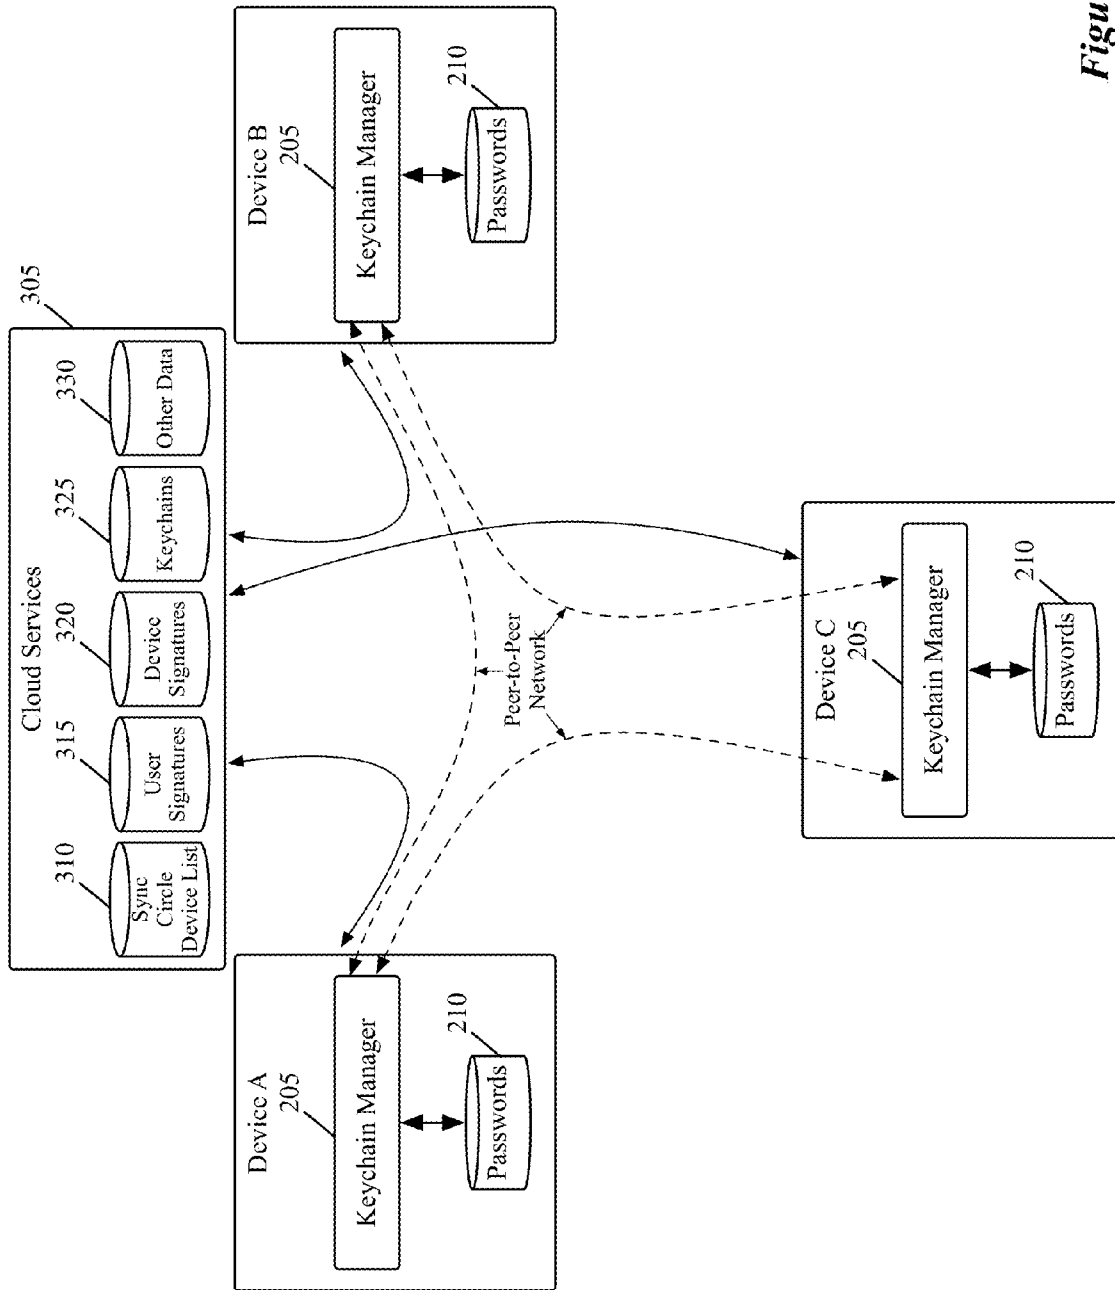 Cloud Services
305
310
315
320
325
330
Sync
Circle
Device List
User
Signatures
Device
Signatures
Keychains
Other Data
Device A
205
Keychain Manager
210
Passwords
Device B
205
Keychain Manager
210
Passwords
Peer-to-Peer
Network
Device C
205
Keychain Manager
210
Passwords
Figu